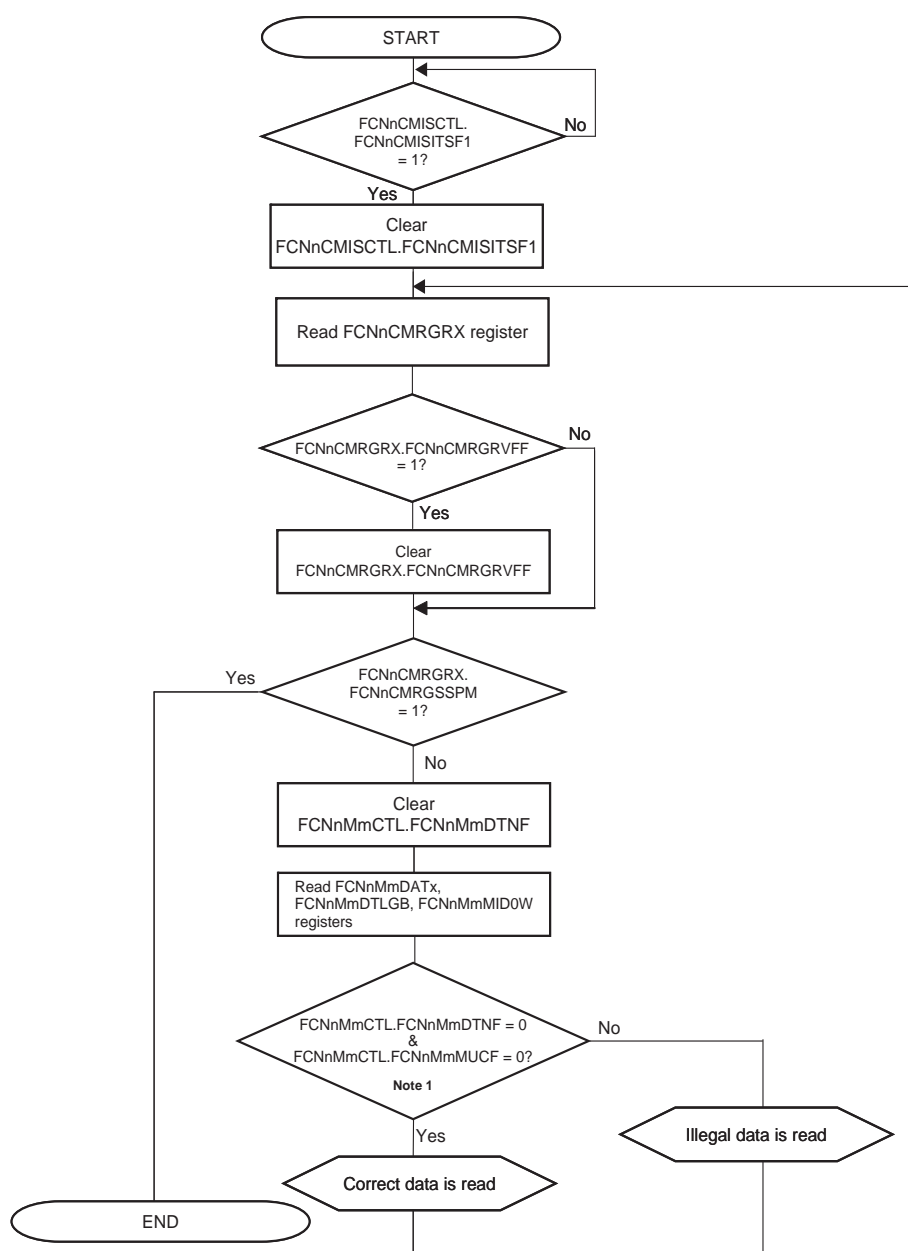 START
FCNnCMISCTL.
FCNnCMISITSF1
= 1?
No
Yes
Clear
FCNnCMISCTL.FCNnCMISITSF1
Read FCNnCMRGRX register
FCNnCMRGRX.FCNnCMRGRVFF
= 1?
No
Yes
Clear
FCNnCMRGRX.FCNnCMRGRVFF
FCNnCMRGRX.
FCNnCMRGSSPM
= 1?
Yes
No
Clear
FCNnMmCTL.FCNnMmDTNF
Read FCNnMmDATx,
FCNnMmDTLGB, FCNnMmMID0W
registers
FCNnMmCTL.FCNnMmDTNF = 0
&
FCNnMmCTL.FCNnMmMUCF = 0?
Note 1
No
Yes
Illegal data is read
Correct data is read
END